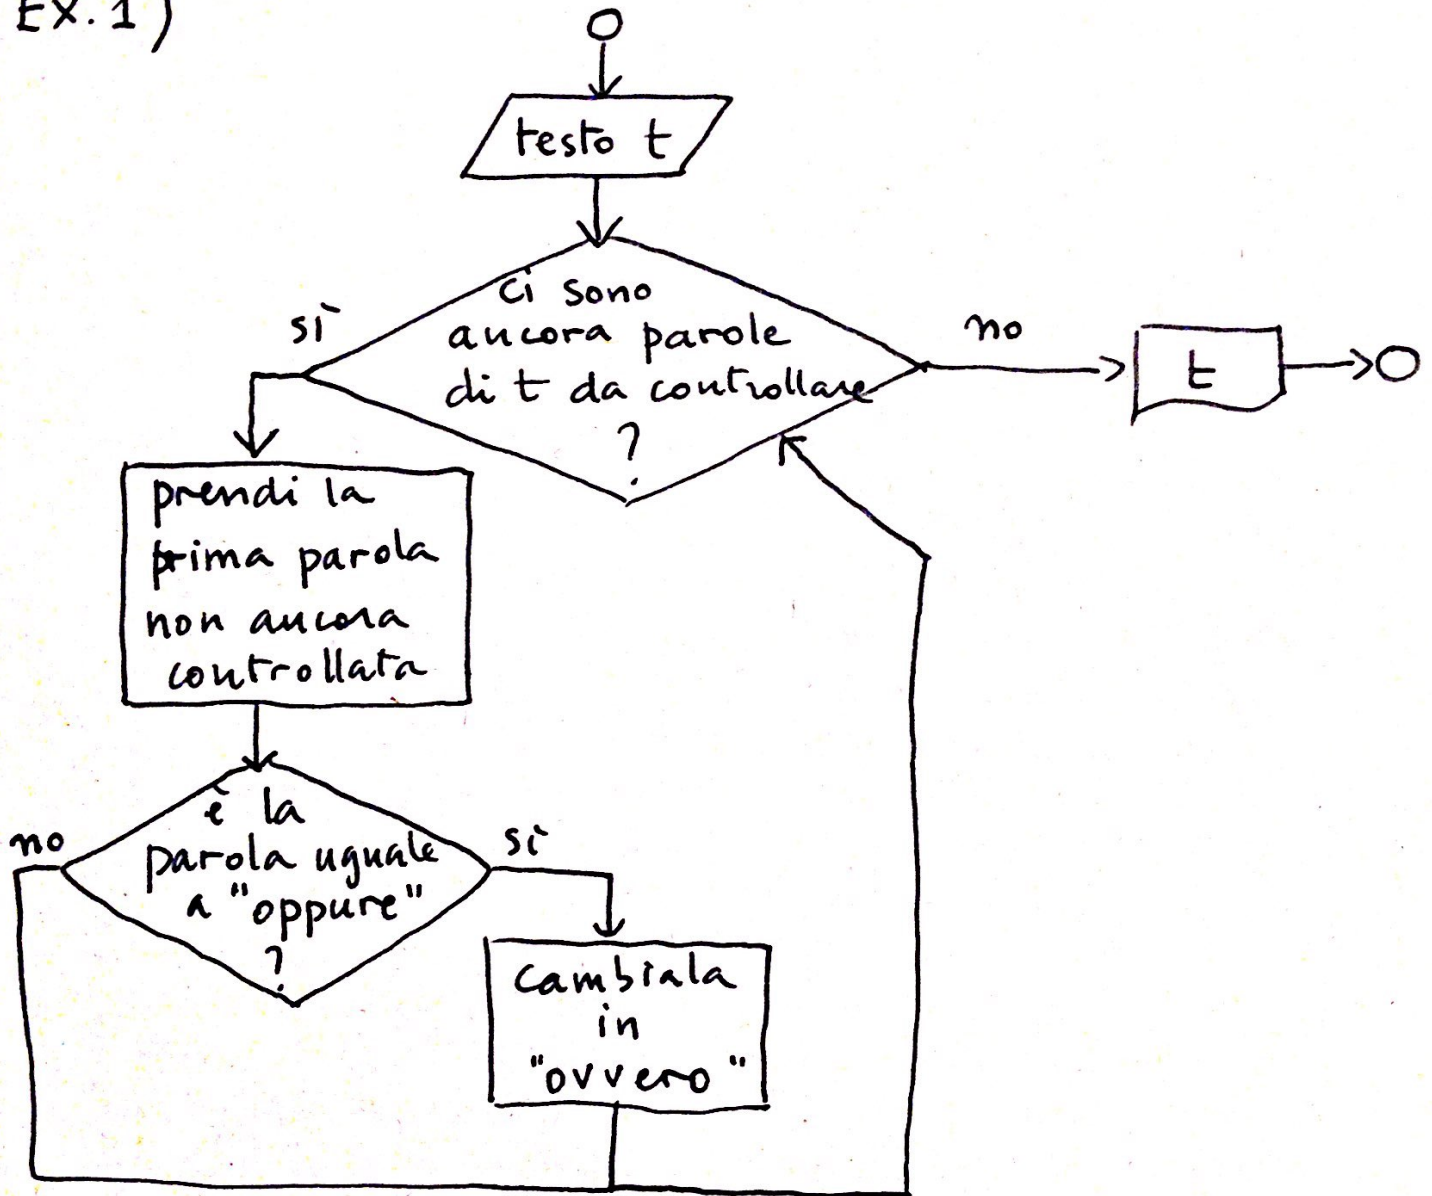 EX. 1)
testo t
ci sono
ancora parole
di t da controllare
?
sì
no
t
prendi la
prima parola
non ancora
controllata
è la
parola uguale
a "oppure"
?
no
sì
cambiala
in
"ovvero"